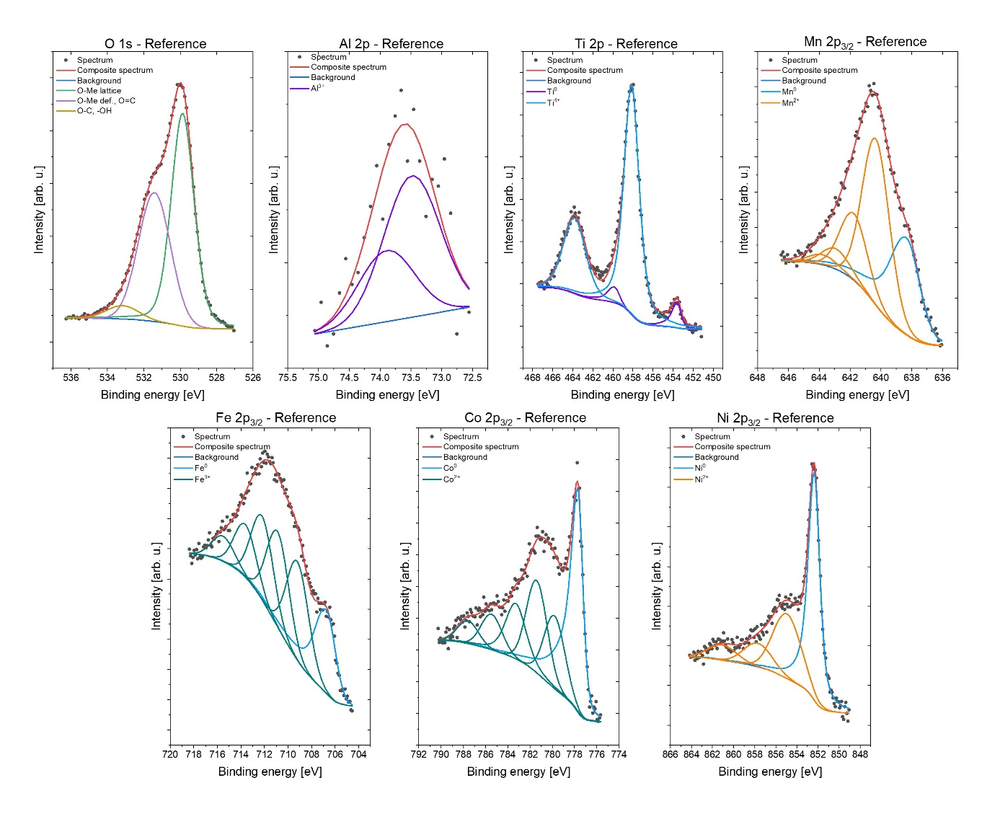 O 1s - Reference
Spectrum
Composite spectrum
Background
O-Me lattice
O-Me def., O=C
O-C, -OH
Intensity [arb. u.]
536 534 532 530 528 526
Binding energy [eV]
Al 2p - Reference
Spectrum
Composite spectrum
Background
Al3+
Intensity [arb. u.]
75.5 75.0 74.5 74.0 73.5 73.0 72.5
Binding energy [eV]
Ti 2p - Reference
Spectrum
Composite spectrum
Background
Ti0
Ti4+
Intensity [arb. u.]
468 466 464 462 460 458 456 454 452 450
Binding energy [eV]
Mn 2p3/2 - Reference
Spectrum
Composite spectrum
Background
Mn0
Mn2+
Intensity [arb. u.]
648 646 644 642 640 638 636
Binding energy [eV]
Fe 2p3/2 - Reference
Spectrum
Composite spectrum
Background
Fe0
Fe3+
Intensity [arb. u.]
720 718 716 714 712 710 708 706 704
Binding energy [eV]
Co 2p3/2 - Reference
Spectrum
Composite spectrum
Background
Co0
Co2+
Intensity [arb. u.]
792 790 788 786 784 782 780 778 776 774
Binding energy [eV]
Ni 2p3/2 - Reference
Spectrum
Composite spectrum
Background
Ni0
Ni2+
Intensity [arb. u.]
866 864 862 860 858 856 854 852 850 848
Binding energy [eV]